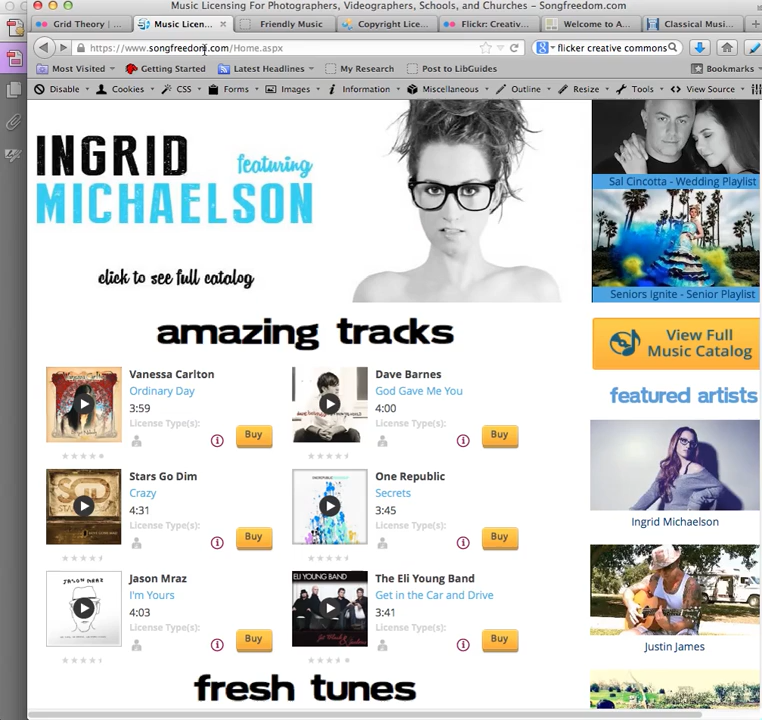 Music Licensing For Photographers, Videographers, Schools, and Churches – Songfreedom.com
Grid Theory |
Music Licen...
Friendly Music
Copyright Lice...
Flickr: Creativ...
Welcome to A...
Classical Musi...
https://www.songfreedom.com/Home.aspx
flicker creative commons
Most Visited
Getting Started
Latest Headlines
My Research
Post to LibGuides
Bookmarks
Disable
Cookies
CSS
Forms
Images
Information
Miscellaneous
Outline
Resize
Tools
View Source
INGRID
featuring
MICHAELSON
click to see full catalog
Sal Cincotta - Wedding Playlist
Seniors Ignite - Senior Playlist
View Full
Music Catalog
amazing tracks
Vanessa Carlton
Ordinary Day
3:59
License Type(s):
Buy
Dave Barnes
God Gave Me You
4:00
License Type(s):
Buy
Stars Go Dim
Crazy
4:31
License Type(s):
Buy
One Republic
Secrets
3:45
License Type(s):
Buy
JASON MRAZ
Jason Mraz
I'm Yours
4:03
License Type(s):
Buy
ELI YOUNG BAND
The Eli Young Band
Get in the Car and Drive
3:41
License Type(s):
Buy
featured artists
Ingrid Michaelson
Justin James
fresh tunes